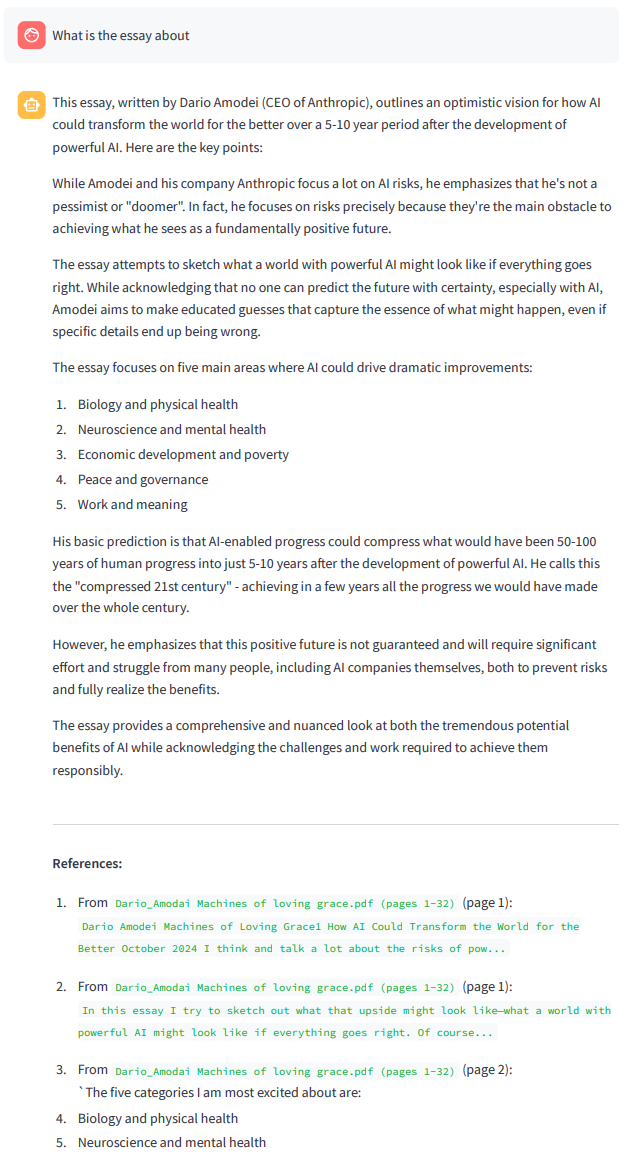 What is the essay about
This essay, written by Dario Amodei (CEO of Anthropic), outlines an optimistic vision for how AI
could transform the world for the better over a 5-10 year period after the development of
powerful AI. Here are the key points:
While Amodei and his company Anthropic focus a lot on AI risks, he emphasizes that he's not a
pessimist or "doomer". In fact, he focuses on risks precisely because they're the main obstacle to
achieving what he sees as a fundamentally positive future.
The essay attempts to sketch what a world with powerful AI might look like if everything goes
right. While acknowledging that no one can predict the future with certainty, especially with AI,
Amodei aims to make educated guesses that capture the essence of what might happen, even if
specific details end up being wrong.
The essay focuses on five main areas where AI could drive dramatic improvements:
1. Biology and physical health
2. Neuroscience and mental health
3. Economic development and poverty
4. Peace and governance
5. Work and meaning
His basic prediction is that AI-enabled progress could compress what would have been 50-100
years of human progress into just 5-10 years after the development of powerful AI. He calls this
the "compressed 21st century" - achieving in a few years all the progress we would have made
over the whole century.
However, he emphasizes that this positive future is not guaranteed and will require significant
effort and struggle from many people, including AI companies themselves, both to prevent risks
and fully realize the benefits.
The essay provides a comprehensive and nuanced look at both the tremendous potential
benefits of AI while acknowledging the challenges and work required to achieve them
responsibly.
References:
1. From Dario_Amodai Machines of loving grace.pdf (pages 1-32) (page 1):
Dario Amodei Machines of Loving Grace1 How AI Could Transform the World for the
Better October 2024 I think and talk a lot about the risks of pow...
2. From Dario_Amodai Machines of loving grace.pdf (pages 1-32) (page 1):
In this essay I try to sketch out what that upside might look like—what a world with
powerful AI might look like if everything goes right. Of course...
3. From Dario_Amodai Machines of loving grace.pdf (pages 1-32) (page 2):
`The five categories I am most excited about are:
4. Biology and physical health
5. Neuroscience and mental health